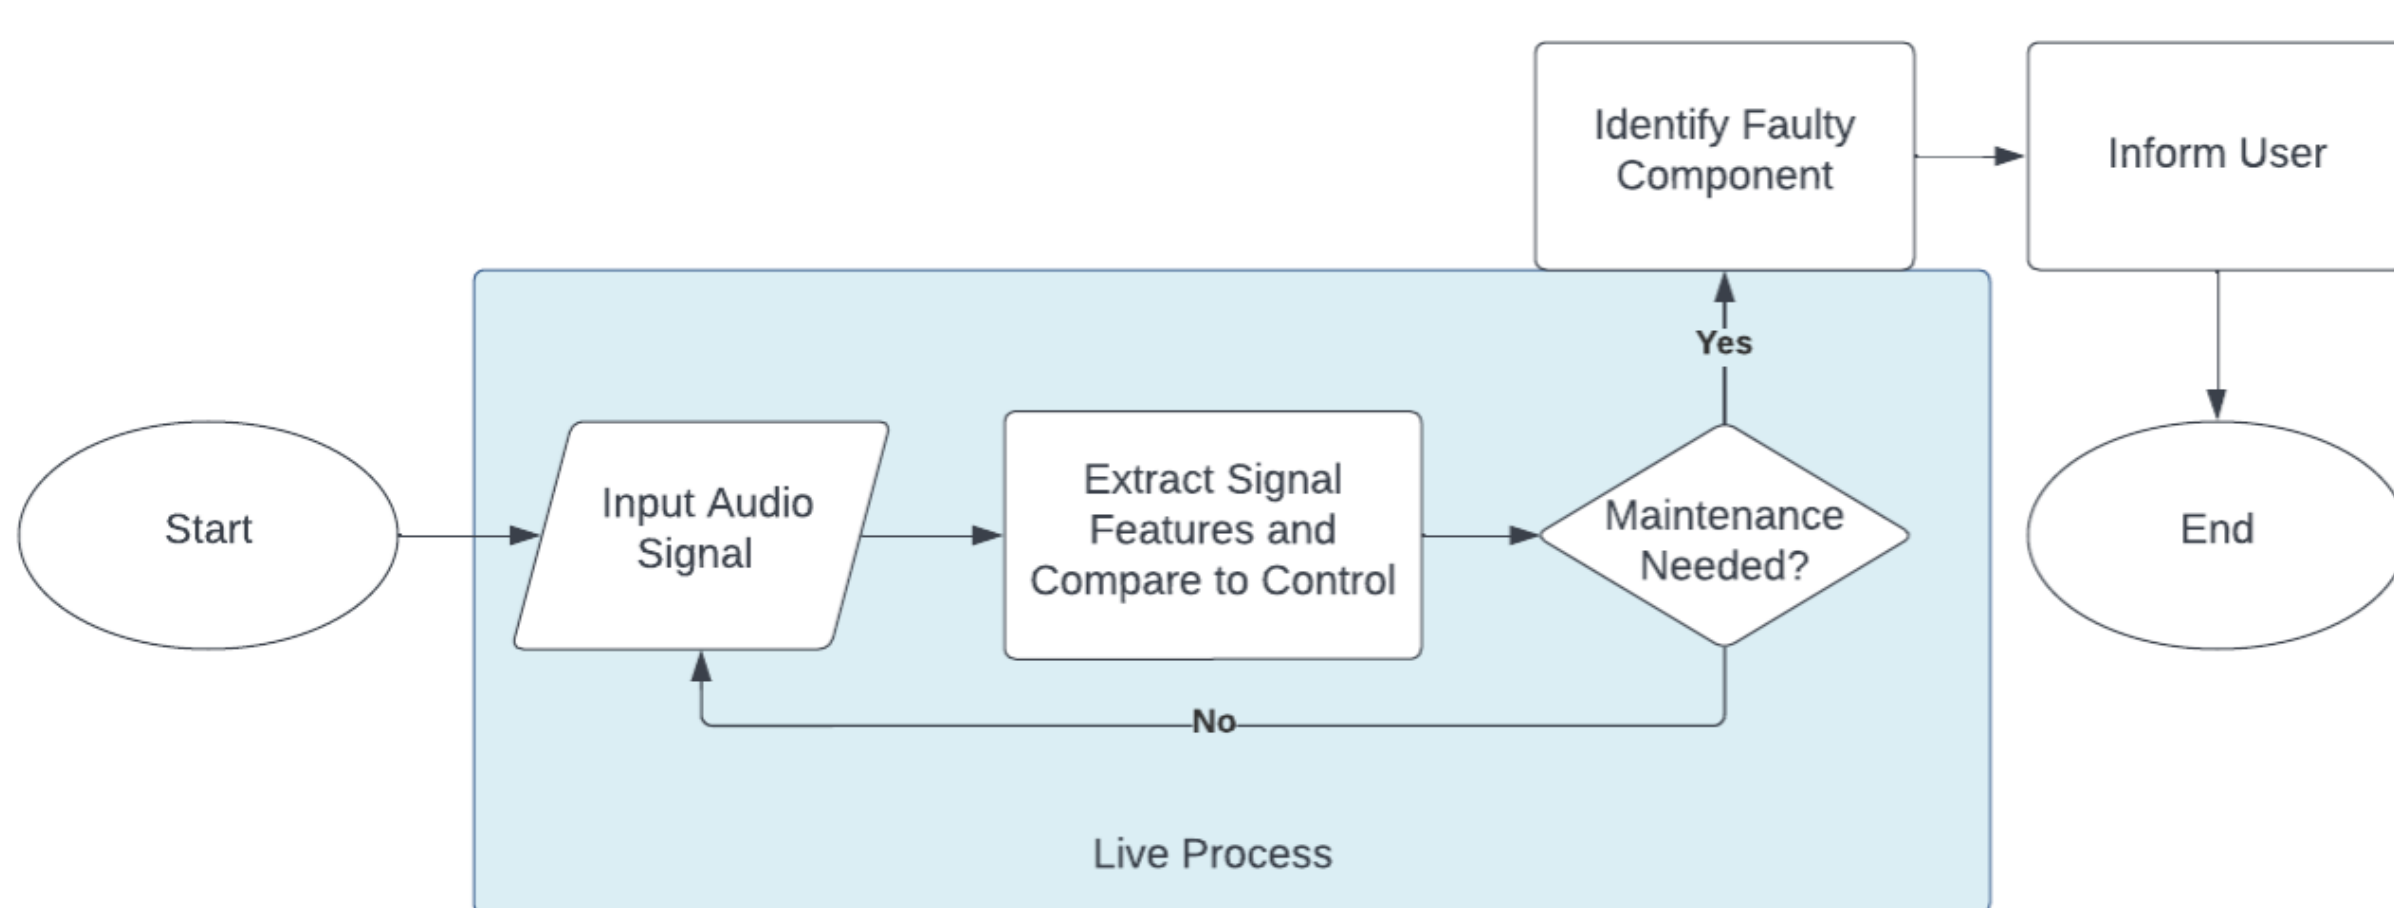 Start
Input Audio
Signal
Extract Signal
Features and
Compare to Control
Maintenance
Needed?
Yes
Identify Faulty
Component
Inform User
End
No
Live Process